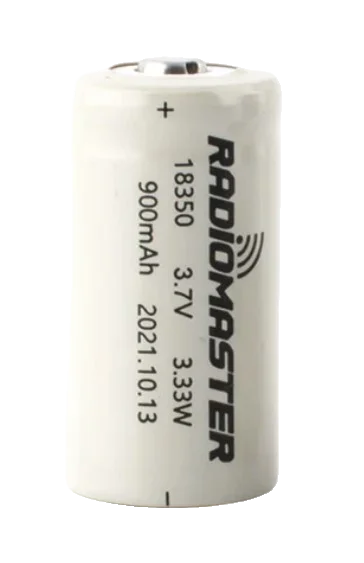 +
RADIOMASTER
18350 3.7V 3.33W
900mAh 2021.10.13
-